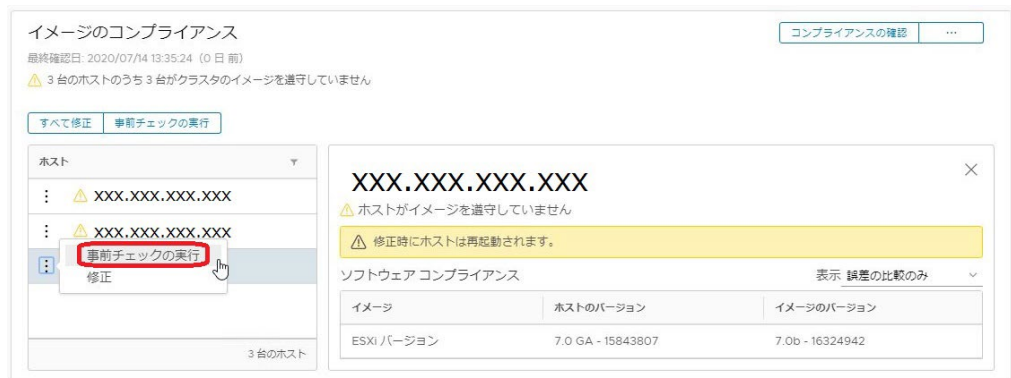 イメージのコンプライアンス
コンプライアンスの確認 …
最終確認日: 2020/07/14 13:35:24（0 日 前）
3 台のホストのうち 3 台がクラスタのイメージを遵守していません
すべて修正 事前チェックの実行
ホスト
XXX.XXX.XXX.XXX
XXX.XXX.XXX.XXX
事前チェックの実行
修正
3 台のホスト
XXX.XXX.XXX.XXX
ホストがイメージを遵守していません
修正時にホストは再起動されます。
ソフトウェア コンプライアンス 表示 誤差の比較のみ
イメージ ホストのバージョン イメージのバージョン
ESXi バージョン 7.0 GA - 15843807 7.0b - 16324942